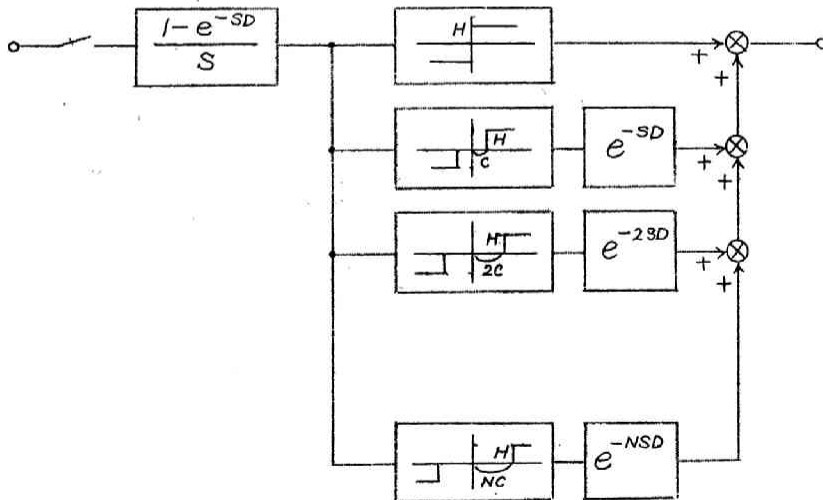 1-e^{-SD}
S
H
+
+
H
C
e^{-SD}
+
+
H
2C
e^{-2SD}
+
+
H
NC
e^{-NSD}